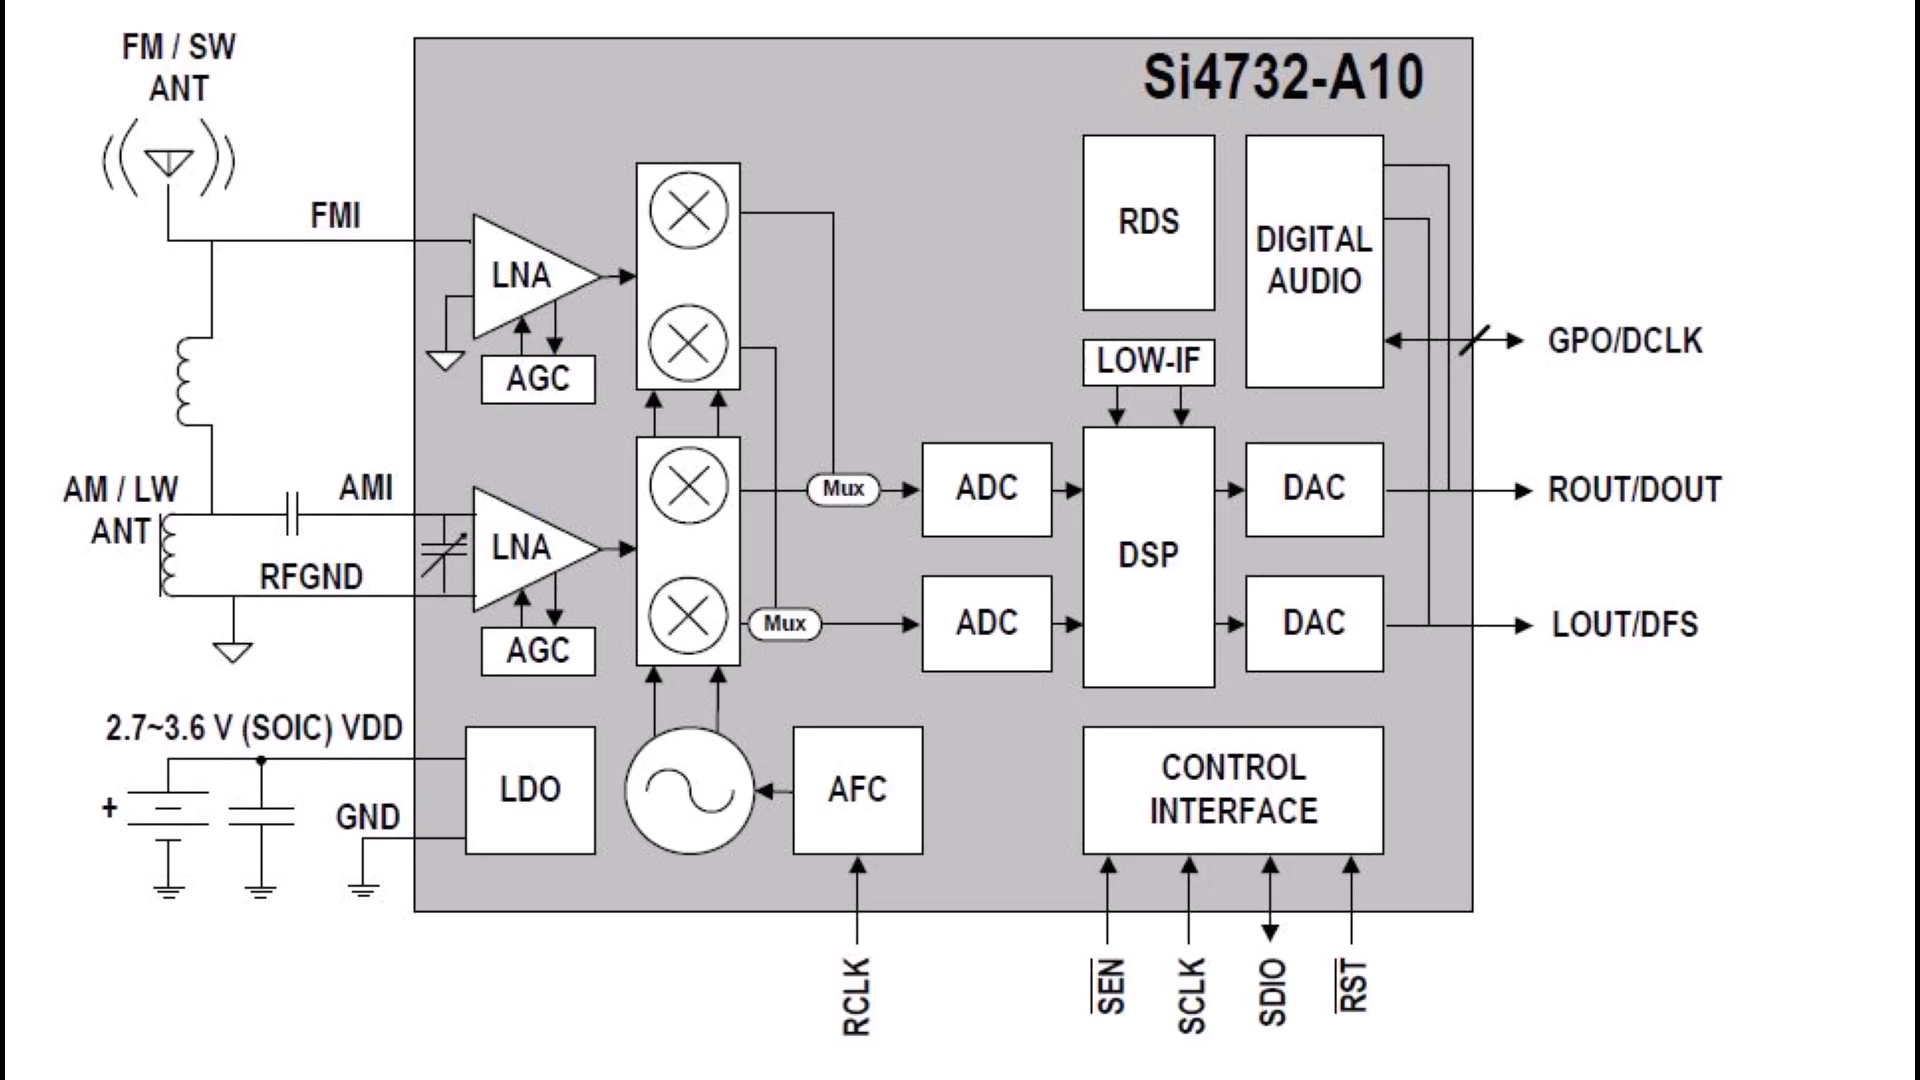 FM / SW
ANT
Si4732-A10
FMI
LNA
AGC
RDS
DIGITAL
AUDIO
LOW-IF
GPO/DCLK
AM / LW
ANT
AMI
RFGND
LNA
AGC
Mux
Mux
ADC
ADC
DSP
DAC
DAC
ROUT/DOUT
LOUT/DFS
2.7~3.6 V (SOIC) VDD
+
GND
LDO
AFC
CONTROL
INTERFACE
RCLK
SEN
SCLK
SDIO
RST